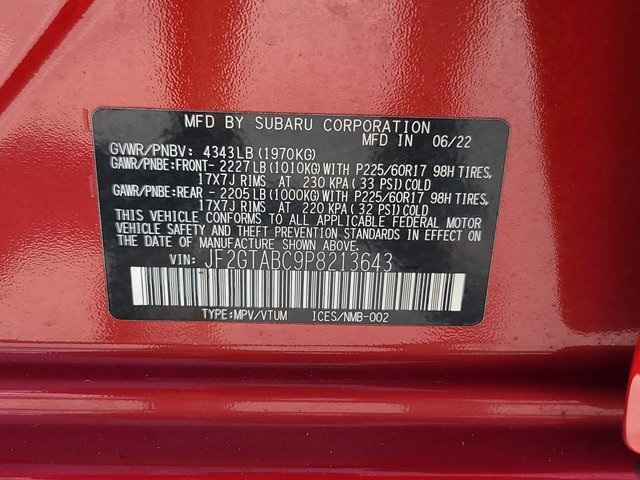 MFD BY SUBARU CORPORATION
MFD IN 06/22
GVWR/PNBV: 4343LB (1970KG)
GAWR/PNBE:FRONT- 2227LB (1010KG) WITH P225/60R17 98H TIRES,
17X7J RIMS AT 230 KPA (33 PSI) COLD
GAWR/PNBE:REAR - 2205LB (1000KG) WITH P225/60R17 98H TIRES,
17X7J RIMS AT 220 KPA (32 PSI) COLD
THIS VEHICLE CONFORMS TO ALL APPLICABLE FEDERAL MOTOR
VEHICLE SAFETY AND THEFT PREVENTION STANDARDS IN EFFECT ON
THE DATE OF MANUFACTURE SHOWN ABOVE.
VIN: JF2GTABC9P8213643
TYPE:MPV/VTUM ICES/NMB-002